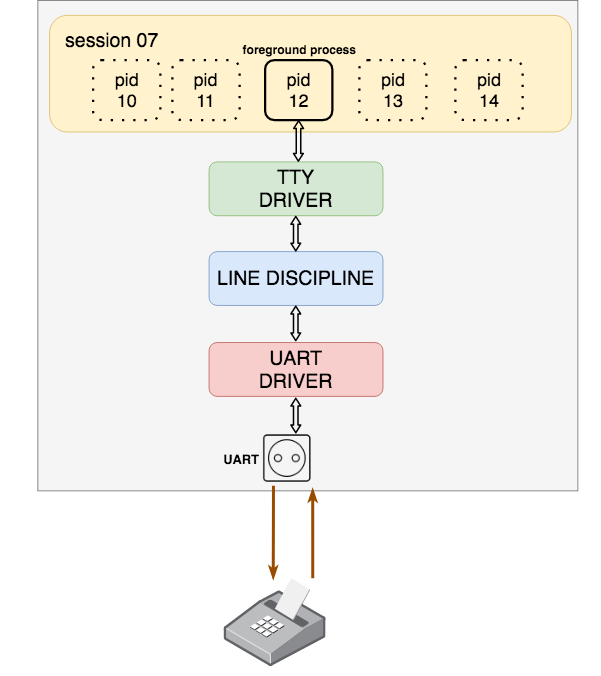 session 07
foreground process
pid
10
pid
11
pid
12
pid
13
pid
14
TTY
DRIVER
LINE DISCIPLINE
UART
DRIVER
UART